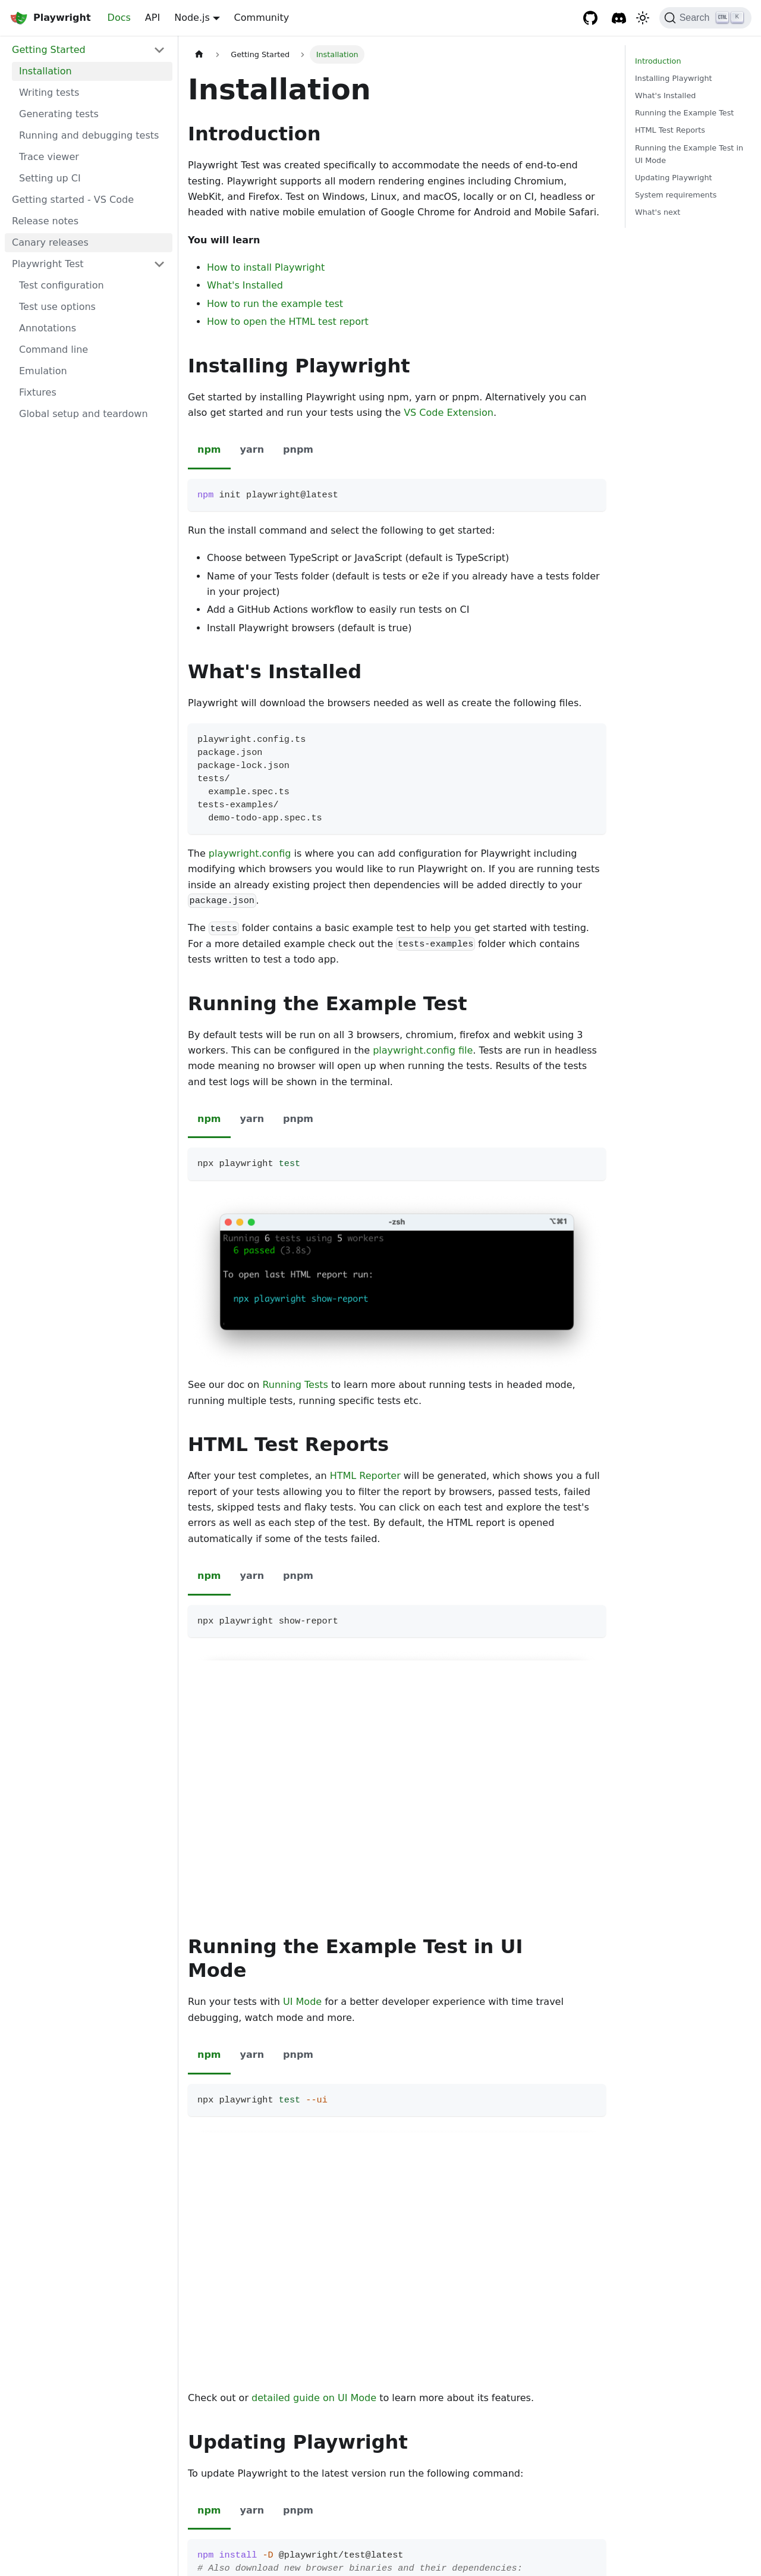 Playwright Docs API Node.js Community Search CTRL K
Getting Started
Installation
Writing tests
Generating tests
Running and debugging tests
Trace viewer
Setting up CI
Getting started - VS Code
Release notes
Canary releases
Playwright Test
Test configuration
Test use options
Annotations
Command line
Emulation
Fixtures
Global setup and teardown
Getting Started Installation
Installation
Introduction
Playwright Test was created specifically to accommodate the needs of end-to-end
testing. Playwright supports all modern rendering engines including Chromium,
WebKit, and Firefox. Test on Windows, Linux, and macOS, locally or on CI, headless or
headed with native mobile emulation of Google Chrome for Android and Mobile Safari.
You will learn
How to install Playwright
What's Installed
How to run the example test
How to open the HTML test report
Installing Playwright
Get started by installing Playwright using npm, yarn or pnpm. Alternatively you can
also get started and run your tests using the VS Code Extension.
npm yarn pnpm
npm init playwright@latest
Run the install command and select the following to get started:
Choose between TypeScript or JavaScript (default is TypeScript)
Name of your Tests folder (default is tests or e2e if you already have a tests folder
in your project)
Add a GitHub Actions workflow to easily run tests on CI
Install Playwright browsers (default is true)
What's Installed
Playwright will download the browsers needed as well as create the following files.
playwright.config.ts
package.json
package-lock.json
tests/
example.spec.ts
tests-examples/
demo-todo-app.spec.ts
The playwright.config is where you can add configuration for Playwright including
modifying which browsers you would like to run Playwright on. If you are running tests
inside an already existing project then dependencies will be added directly to your
package.json.
The tests folder contains a basic example test to help you get started with testing.
For a more detailed example check out the tests-examples folder which contains
tests written to test a todo app.
Running the Example Test
By default tests will be run on all 3 browsers, chromium, firefox and webkit using 3
workers. This can be configured in the playwright.config file. Tests are run in headless
mode meaning no browser will open up when running the tests. Results of the tests
and test logs will be shown in the terminal.
npm yarn pnpm
npx playwright test
-zsh ⌥⌘1
Running 6 tests using 5 workers
6 passed (3.8s)
To open last HTML report run:
npx playwright show-report
See our doc on Running Tests to learn more about running tests in headed mode,
running multiple tests, running specific tests etc.
HTML Test Reports
After your test completes, an HTML Reporter will be generated, which shows you a full
report of your tests allowing you to filter the report by browsers, passed tests, failed
tests, skipped tests and flaky tests. You can click on each test and explore the test's
errors as well as each step of the test. By default, the HTML report is opened
automatically if some of the tests failed.
npm yarn pnpm
npx playwright show-report
Running the Example Test in UI
Mode
Run your tests with UI Mode for a better developer experience with time travel
debugging, watch mode and more.
npm yarn pnpm
npx playwright test --ui
Check out or detailed guide on UI Mode to learn more about its features.
Updating Playwright
To update Playwright to the latest version run the following command:
npm yarn pnpm
npm install -D @playwright/test@latest
# Also download new browser binaries and their dependencies:
Introduction
Installing Playwright
What's Installed
Running the Example Test
HTML Test Reports
Running the Example Test in
UI Mode
Updating Playwright
System requirements
What's next